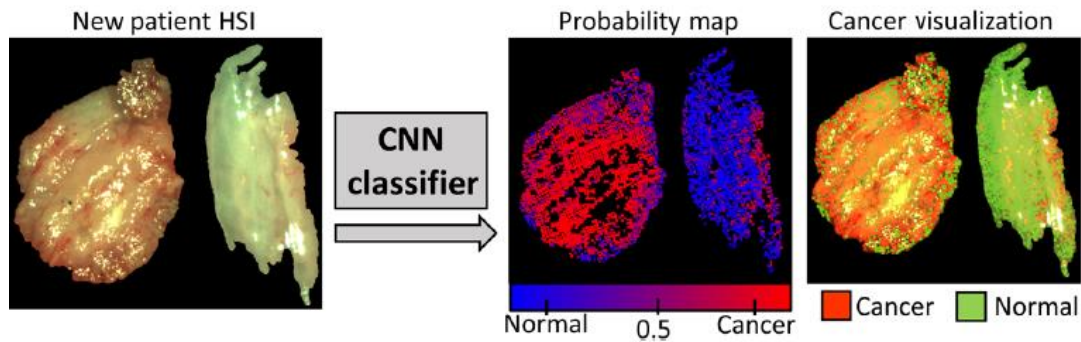 New patient HSI
Probability map
Cancer visualization
CNN
classifier
Normal
0.5
Cancer
Cancer
Normal